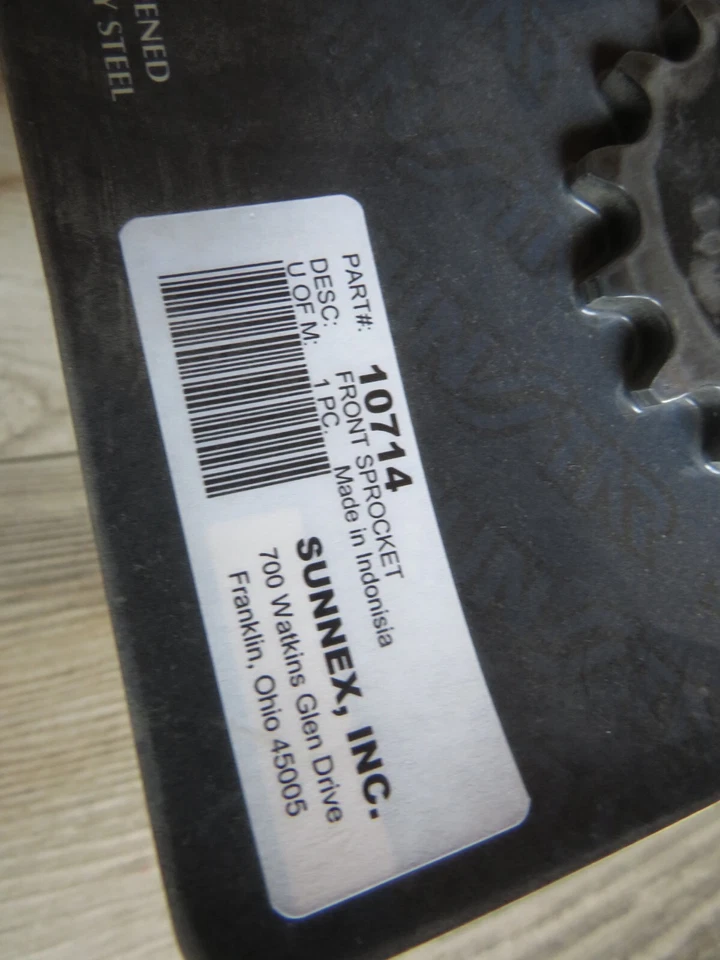 ENED
Y STEEL
PART#: 10714
DESC: FRONT SPROCKET
U OF M: 1 PC. Made in Indonisia
SUNNEX, INC.
700 Watkins Glen Drive
Franklin, Ohio 45005